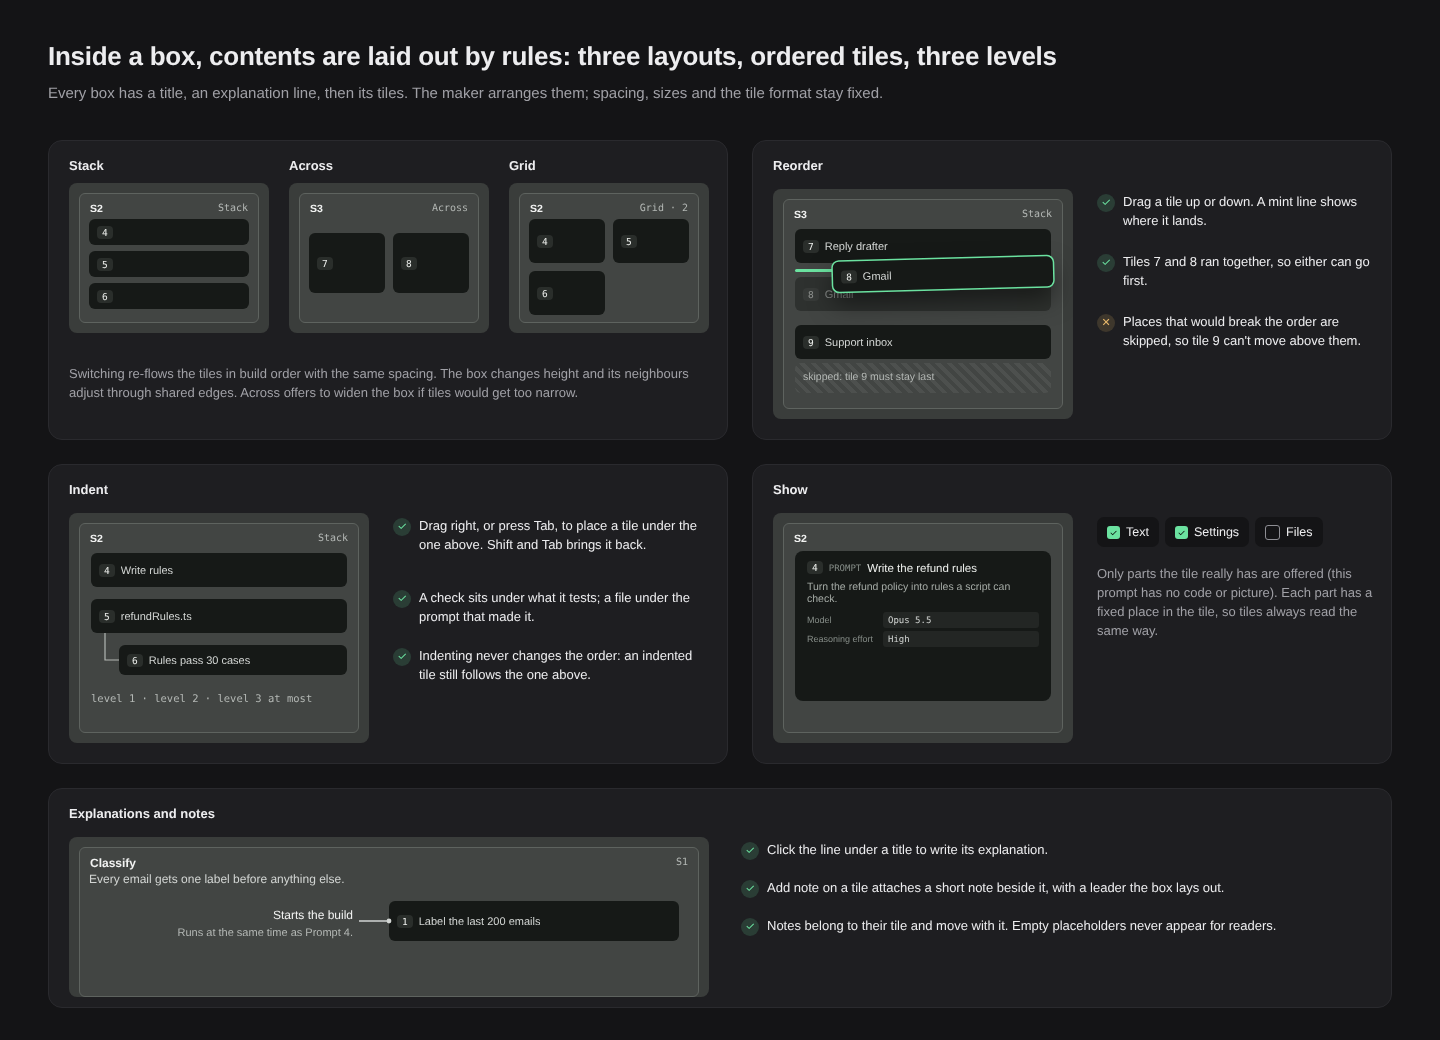 Inside a box, contents are laid out by rules: three layouts, ordered tiles, three levels
Every box has a title, an explanation line, then its tiles. The maker arranges them; spacing, sizes and the tile format stay fixed.
Stack
S2
Stack
4
5
6
Across
S3
Across
7
8
Grid
S2
Grid · 2
4
5
6
Switching re-flows the tiles in build order with the same spacing. The box changes height and its neighbours
adjust through shared edges. Across offers to widen the box if tiles would get too narrow.
Reorder
S3
Stack
7 Reply drafter
8 Gmail
8 Gmail
9 Support inbox
skipped: tile 9 must stay last
Drag a tile up or down. A mint line shows
where it lands.
Tiles 7 and 8 ran together, so either can go
first.
Places that would break the order are
skipped, so tile 9 can't move above them.
Indent
S2
Stack
4 Write rules
5 refundRules.ts
6 Rules pass 30 cases
level 1 · level 2 · level 3 at most
Drag right, or press Tab, to place a tile under the
one above. Shift and Tab brings it back.
A check sits under what it tests; a file under the
prompt that made it.
Indenting never changes the order: an indented
tile still follows the one above.
Show
S2
4 PROMPT Write the refund rules
Turn the refund policy into rules a script can
check.
Model Opus 5.5
Reasoning effort High
Text
Settings
Files
Only parts the tile really has are offered (this
prompt has no code or picture). Each part has a
fixed place in the tile, so tiles always read the
same way.
Explanations and notes
Classify
S1
Every email gets one label before anything else.
Starts the build
Runs at the same time as Prompt 4.
1 Label the last 200 emails
Click the line under a title to write its explanation.
Add note on a tile attaches a short note beside it, with a leader the box lays out.
Notes belong to their tile and move with it. Empty placeholders never appear for readers.